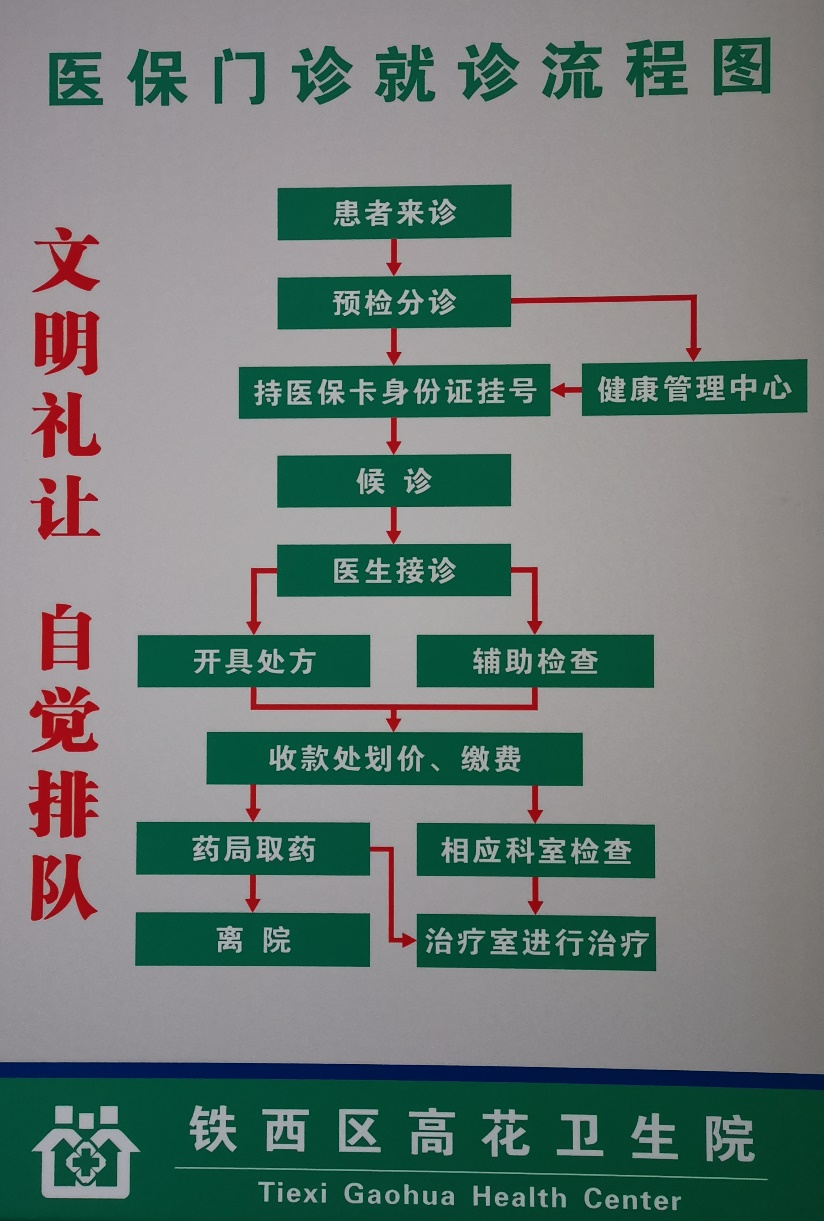 医保门诊就诊流程图
文明礼让 自觉排队
患者来诊
预检分诊
持医保卡身份证挂号
健康管理中心
候 诊
医生接诊
开具处方
辅助检查
收款处划价、缴费
药局取药
相应科室检查
离 院
治疗室进行治疗
铁西区高花卫生院
Tiexi Gaohua Health Center